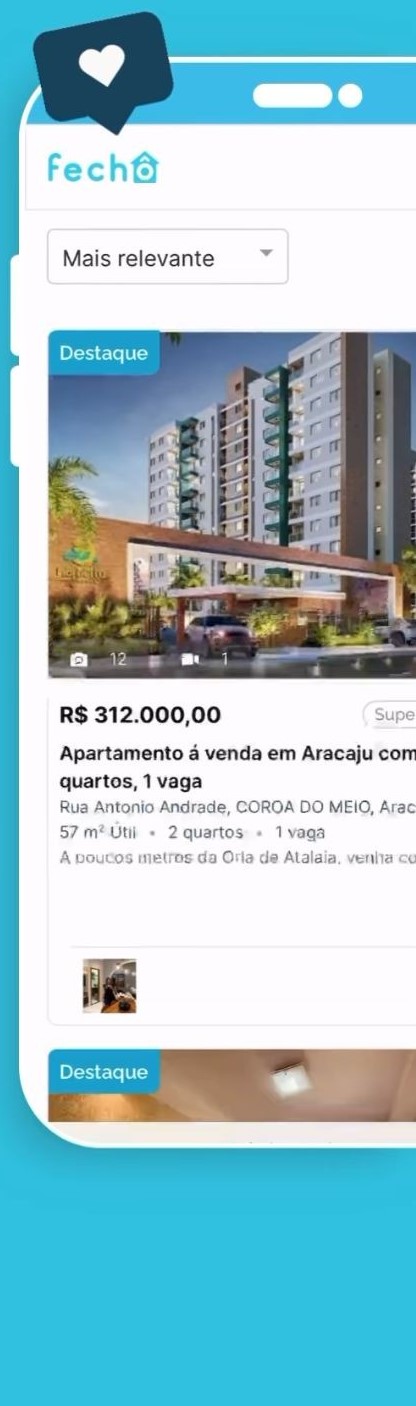 fechô
Mais relevante
Destaque
12
1
R$ 312.000,00
Supe
Apartamento á venda em Aracaju com
quartos, 1 vaga
Rua Antonio Andrade, COROA DO MEIO, Arac
57 m² Útil • 2 quartos • 1 vaga
A poucos metros da Orla de Atalaia, venha co
Destaque